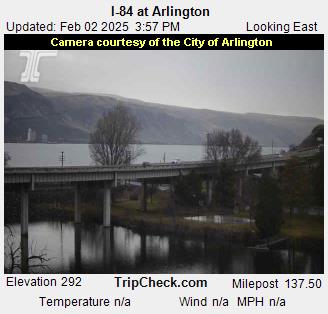 I-84 at Arlington
Updated: Feb 02 2025 3:57 PM Looking East
Camera courtesy of the City of Arlington
Elevation 292 TripCheck.com Milepost 137.50
Temperature n/a Wind n/a MPH n/a